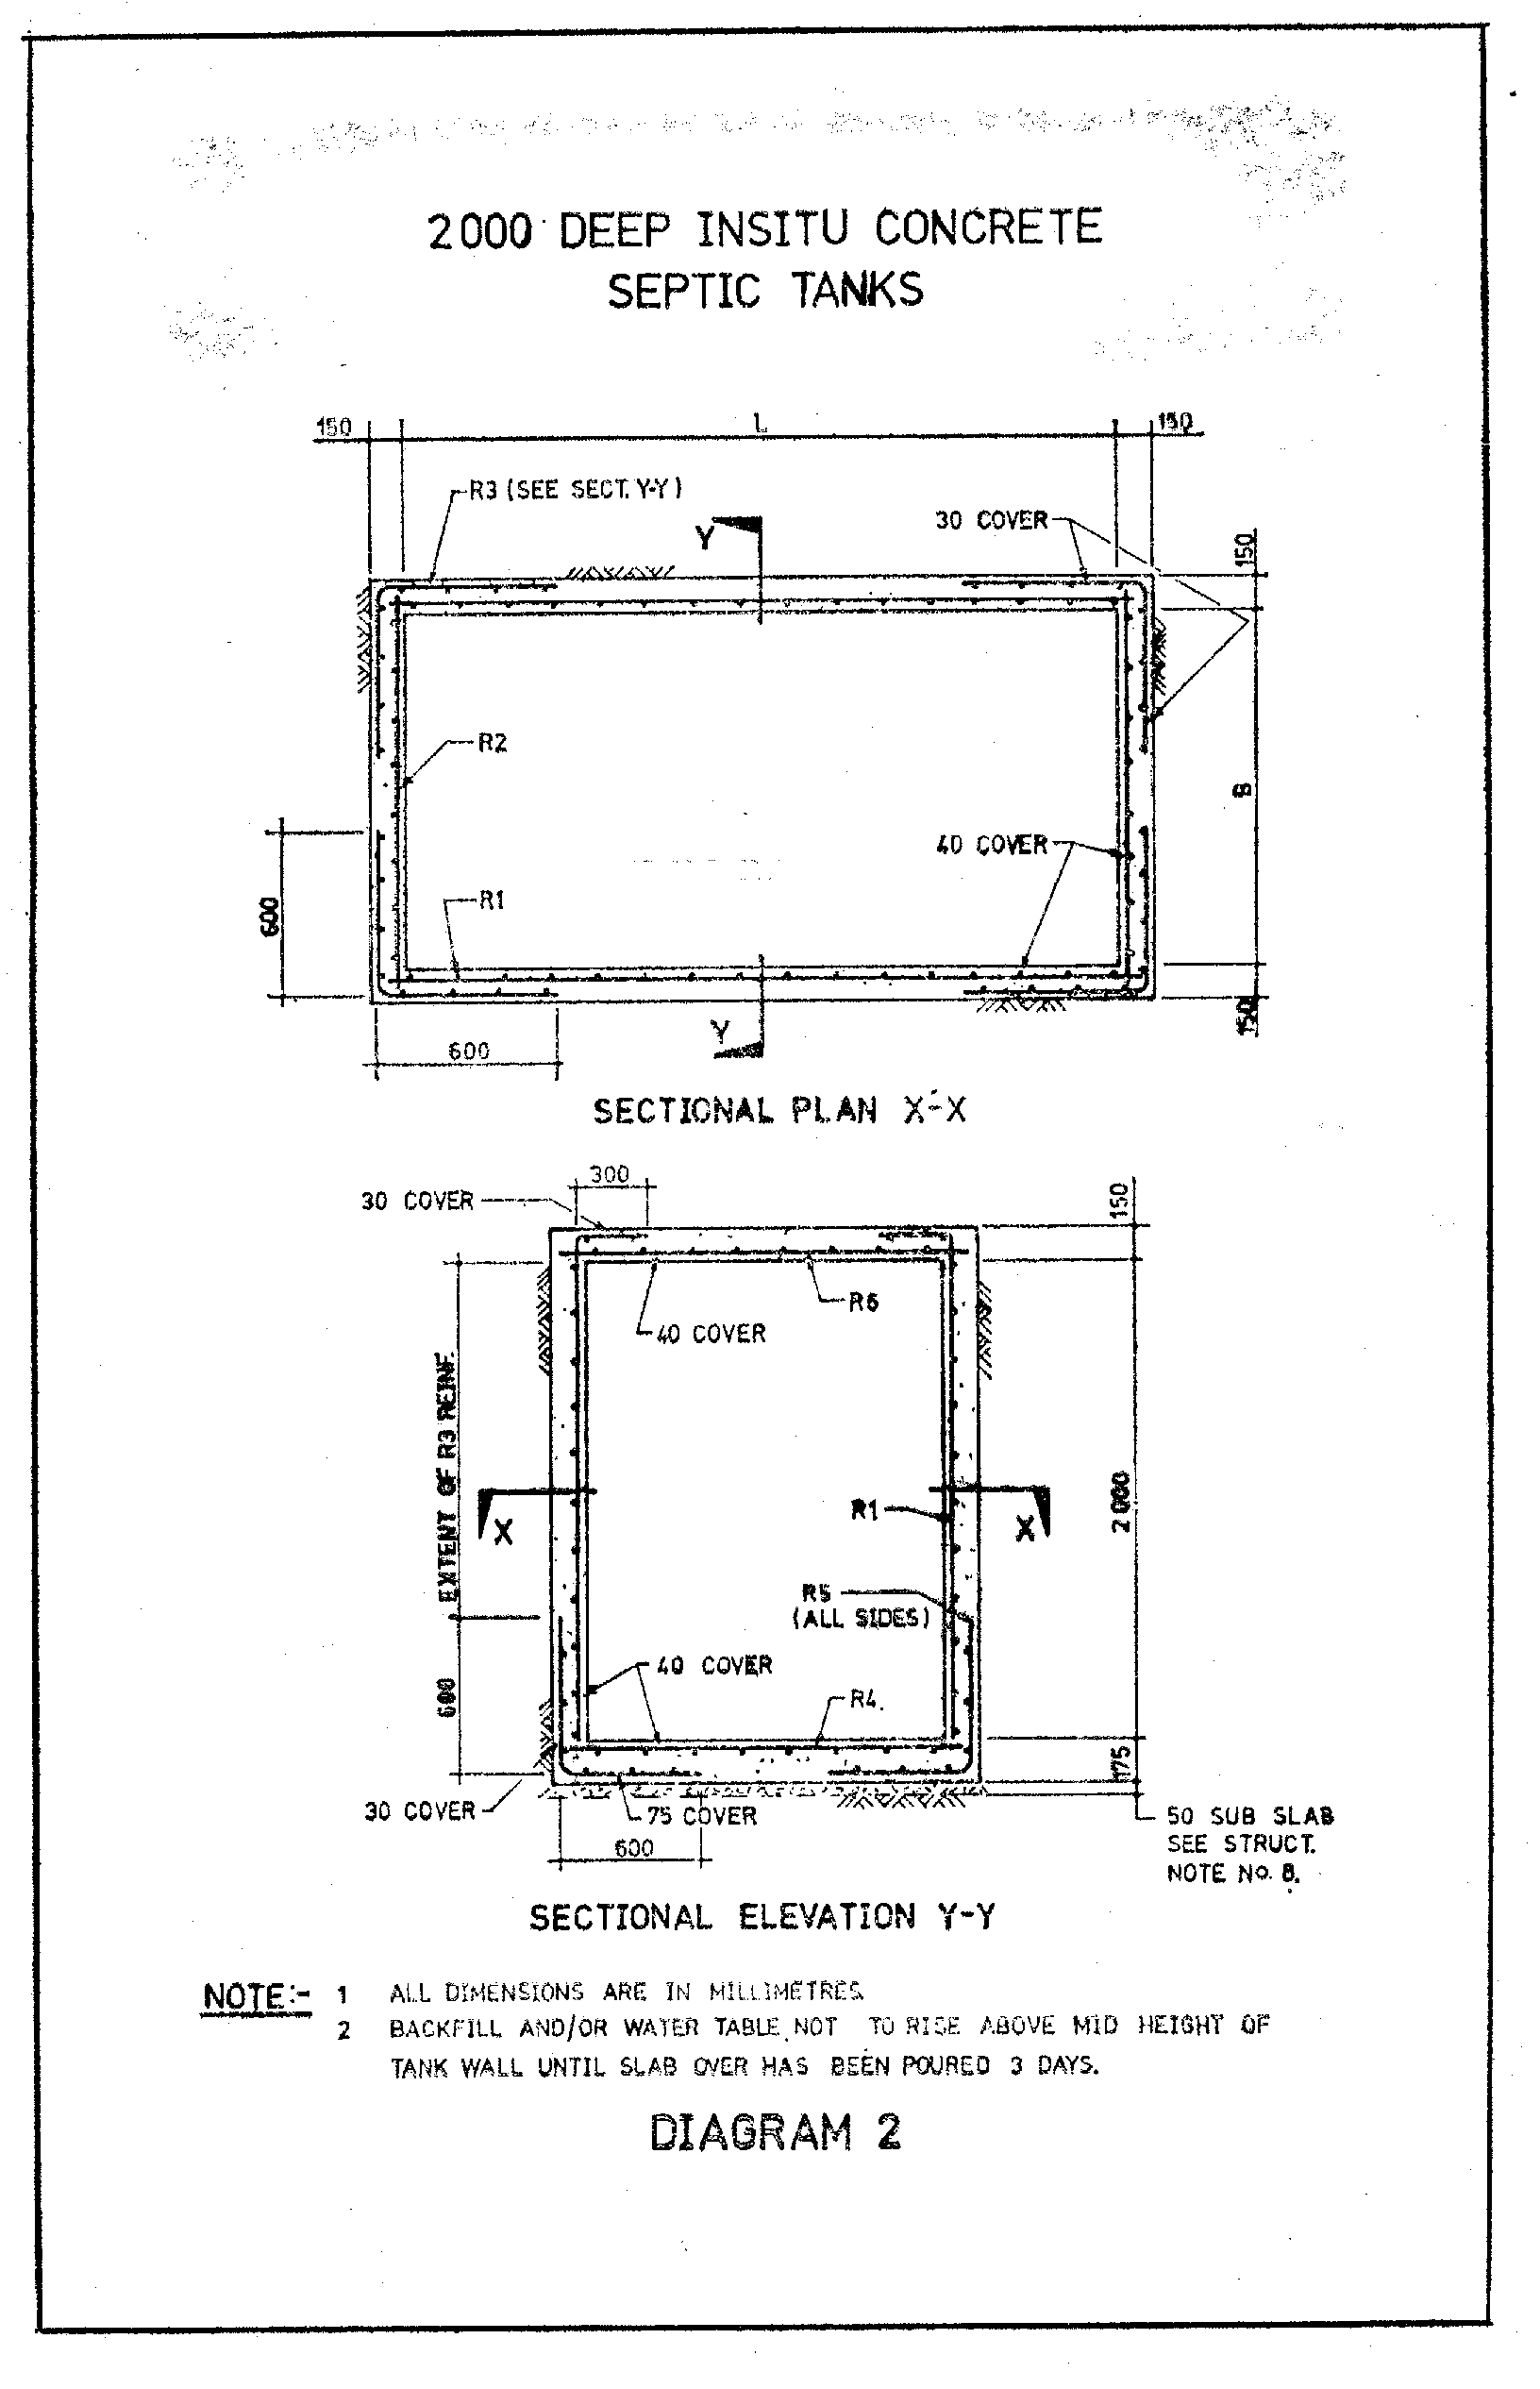 2000 DEEP INSITU CONCRETE
SEPTIC TANKS
150
L
150
R3 (SEE SECT. Y-Y)
Y
30 COVER
150
R2
B
40 COVER
600
R1
Y
150
600
SECTIONAL PLAN X-X
300
30 COVER
150
R6
40 COVER
EXTENT OF R3 REINF.
X
R1
X
2000
R5
(ALL SIDES)
40 COVER
600
R4
175
30 COVER
75 COVER
50 SUB SLAB
600
SEE STRUCT.
NOTE No. 8.
SECTIONAL ELEVATION Y-Y
NOTE:- 1 ALL DIMENSIONS ARE IN MILLIMETRES
2 BACKFILL AND/OR WATER TABLE NOT TO RISE ABOVE MID HEIGHT OF
TANK WALL UNTIL SLAB OVER HAS BEEN POURED 3 DAYS.
DIAGRAM 2